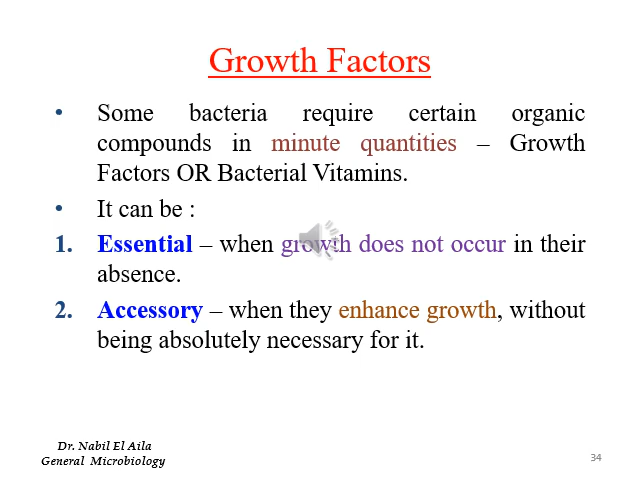 Growth Factors
• Some bacteria require certain organic
compounds in minute quantities – Growth
Factors OR Bacterial Vitamins.
• It can be :
1. Essential – when growth does not occur in their
absence.
2. Accessory – when they enhance growth, without
being absolutely necessary for it.
Dr. Nabil El Aila
General Microbiology
34